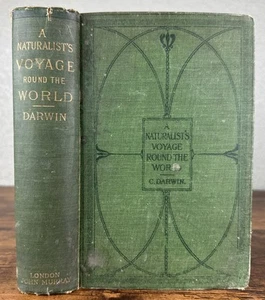 A
NATURALIST'S
VOYAGE
ROUND THE
WORLD
DARWIN
LONDON
JOHN MURRAY
A
NATURALIST'S
VOYAGE
ROUND THE
WORLD
C. DARWIN.